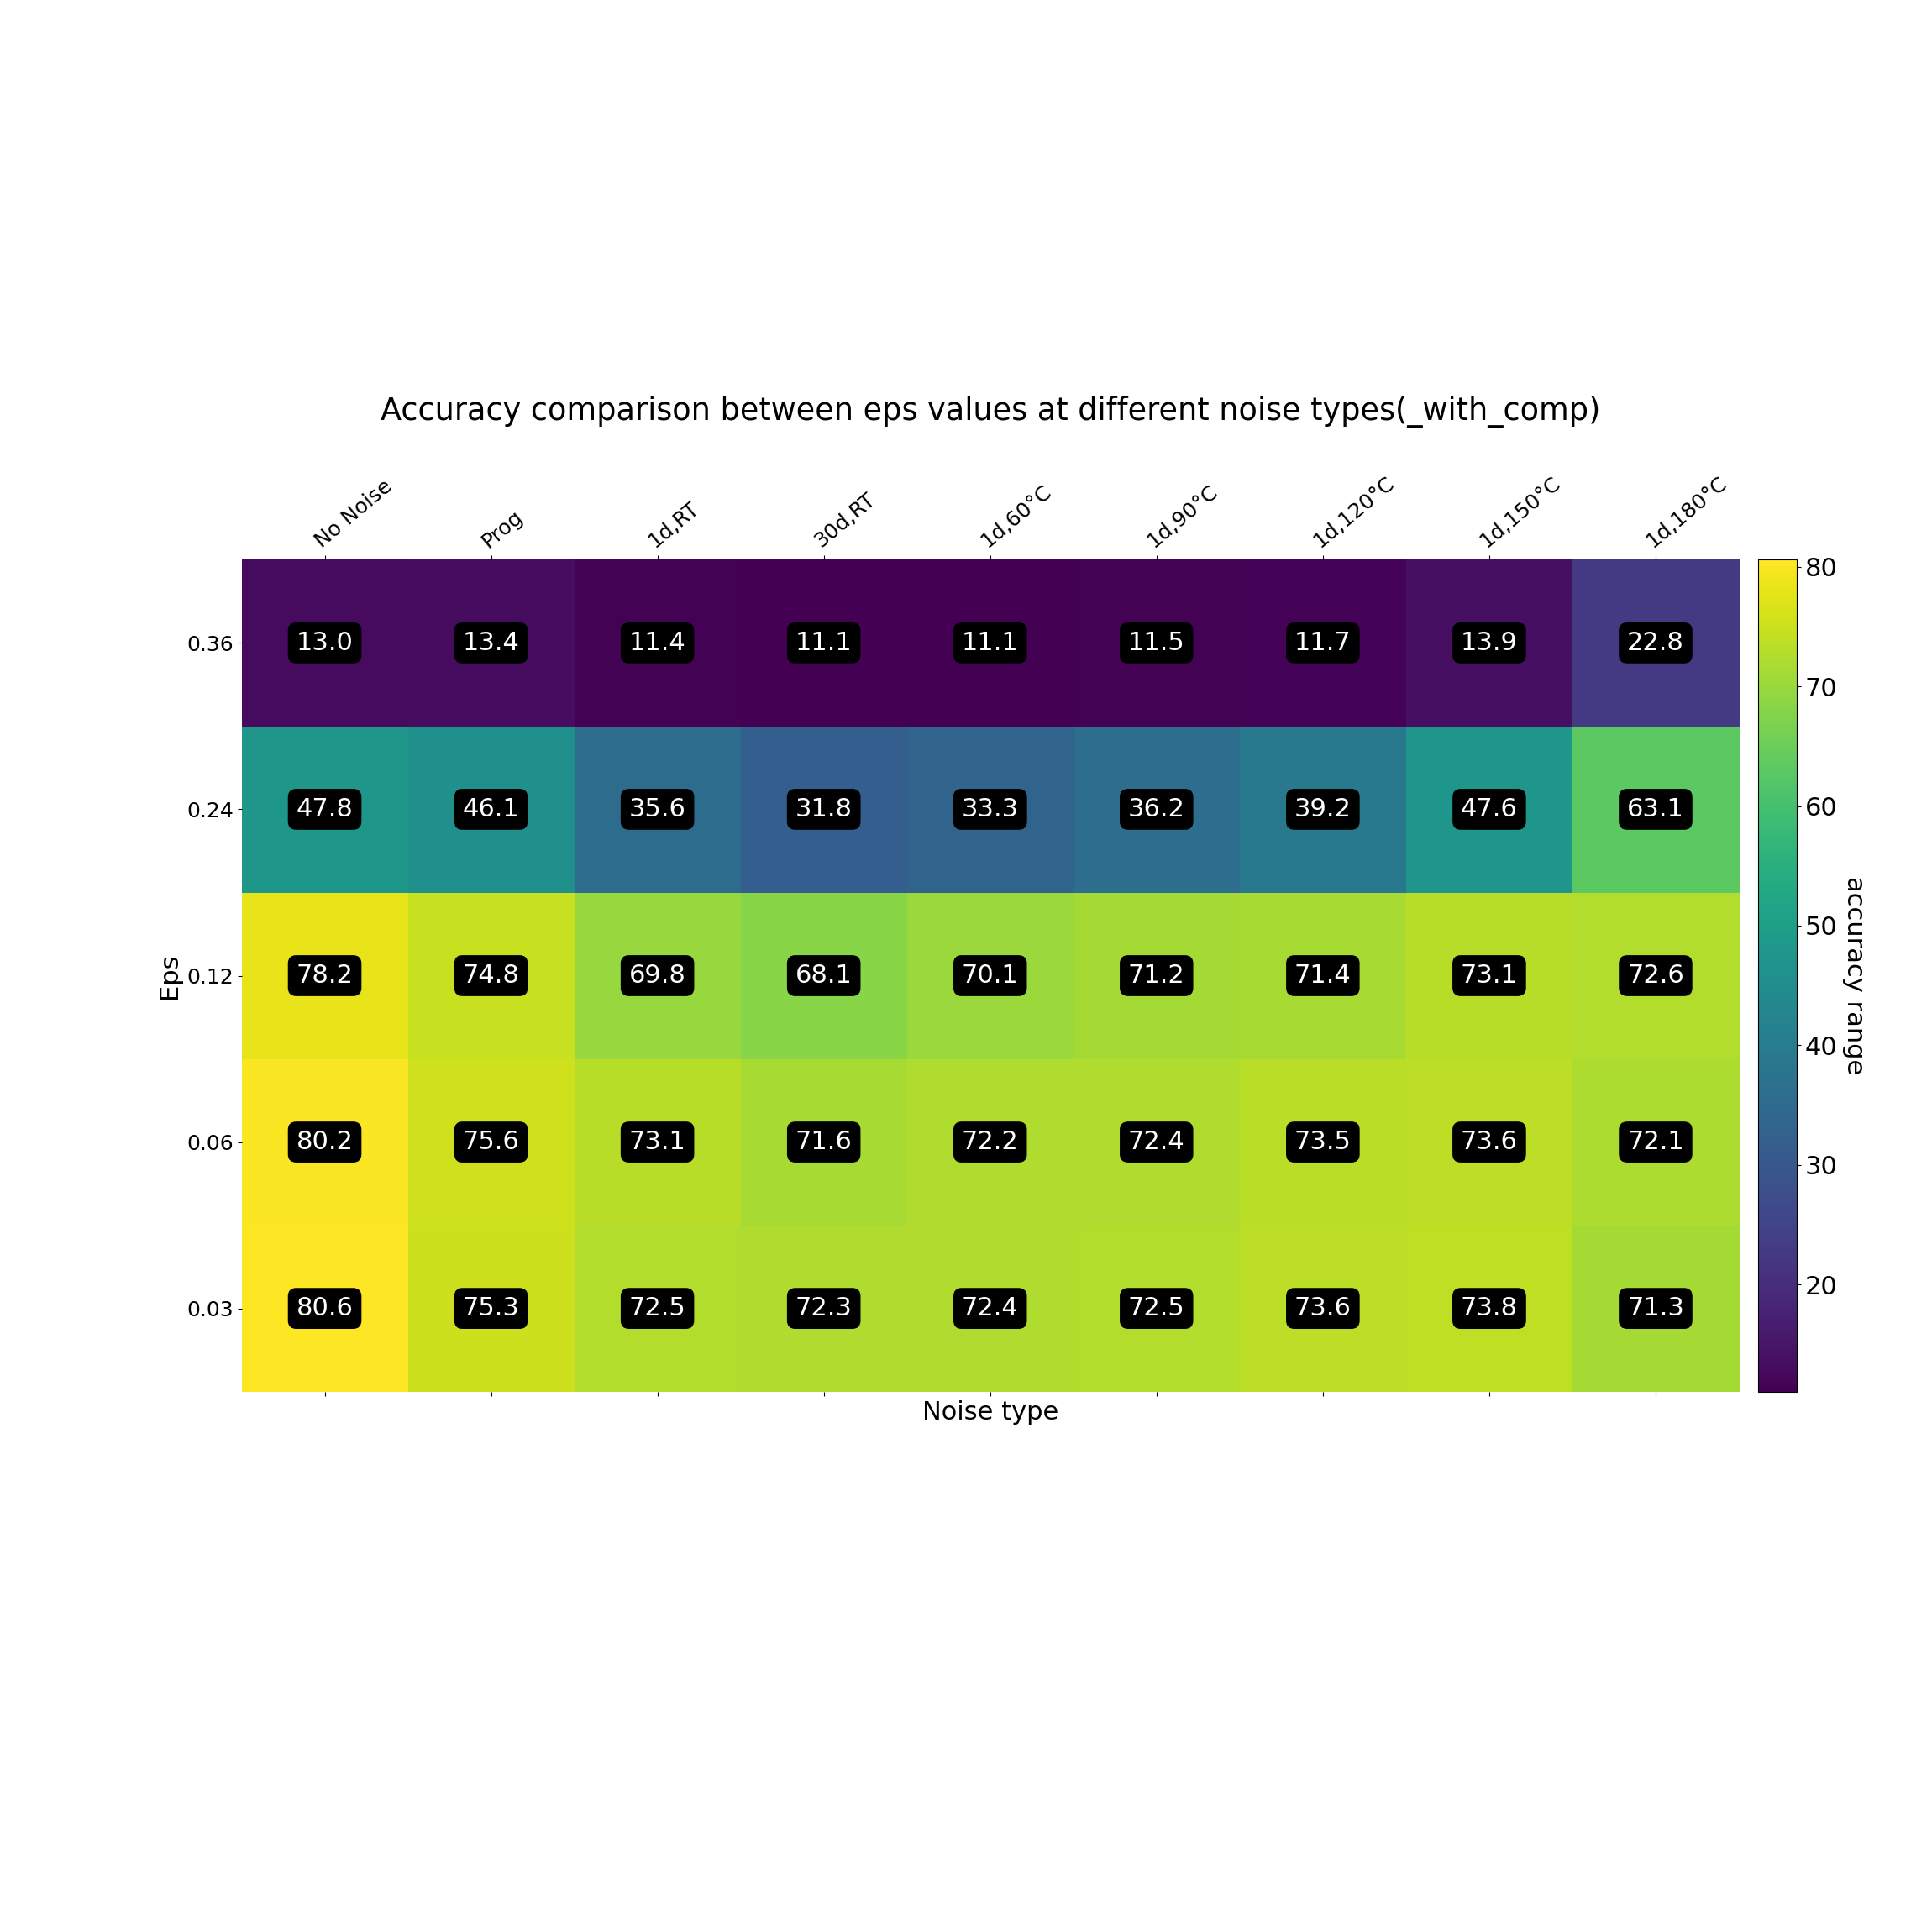 Accuracy comparison between eps values at different noise types(_with_comp)
No Noise Prog 1d,RT 30d,RT 1d,60°C 1d,90°C 1d,120°C 1d,150°C 1d,180°C
0.36 13.0 13.4 11.4 11.1 11.1 11.5 11.7 13.9 22.8
0.24 47.8 46.1 35.6 31.8 33.3 36.2 39.2 47.6 63.1
0.12 78.2 74.8 69.8 68.1 70.1 71.2 71.4 73.1 72.6
0.06 80.2 75.6 73.1 71.6 72.2 72.4 73.5 73.6 72.1
0.03 80.6 75.3 72.5 72.3 72.4 72.5 73.6 73.8 71.3
Eps
Noise type
80
70
60
50
40
30
20
accuracy range